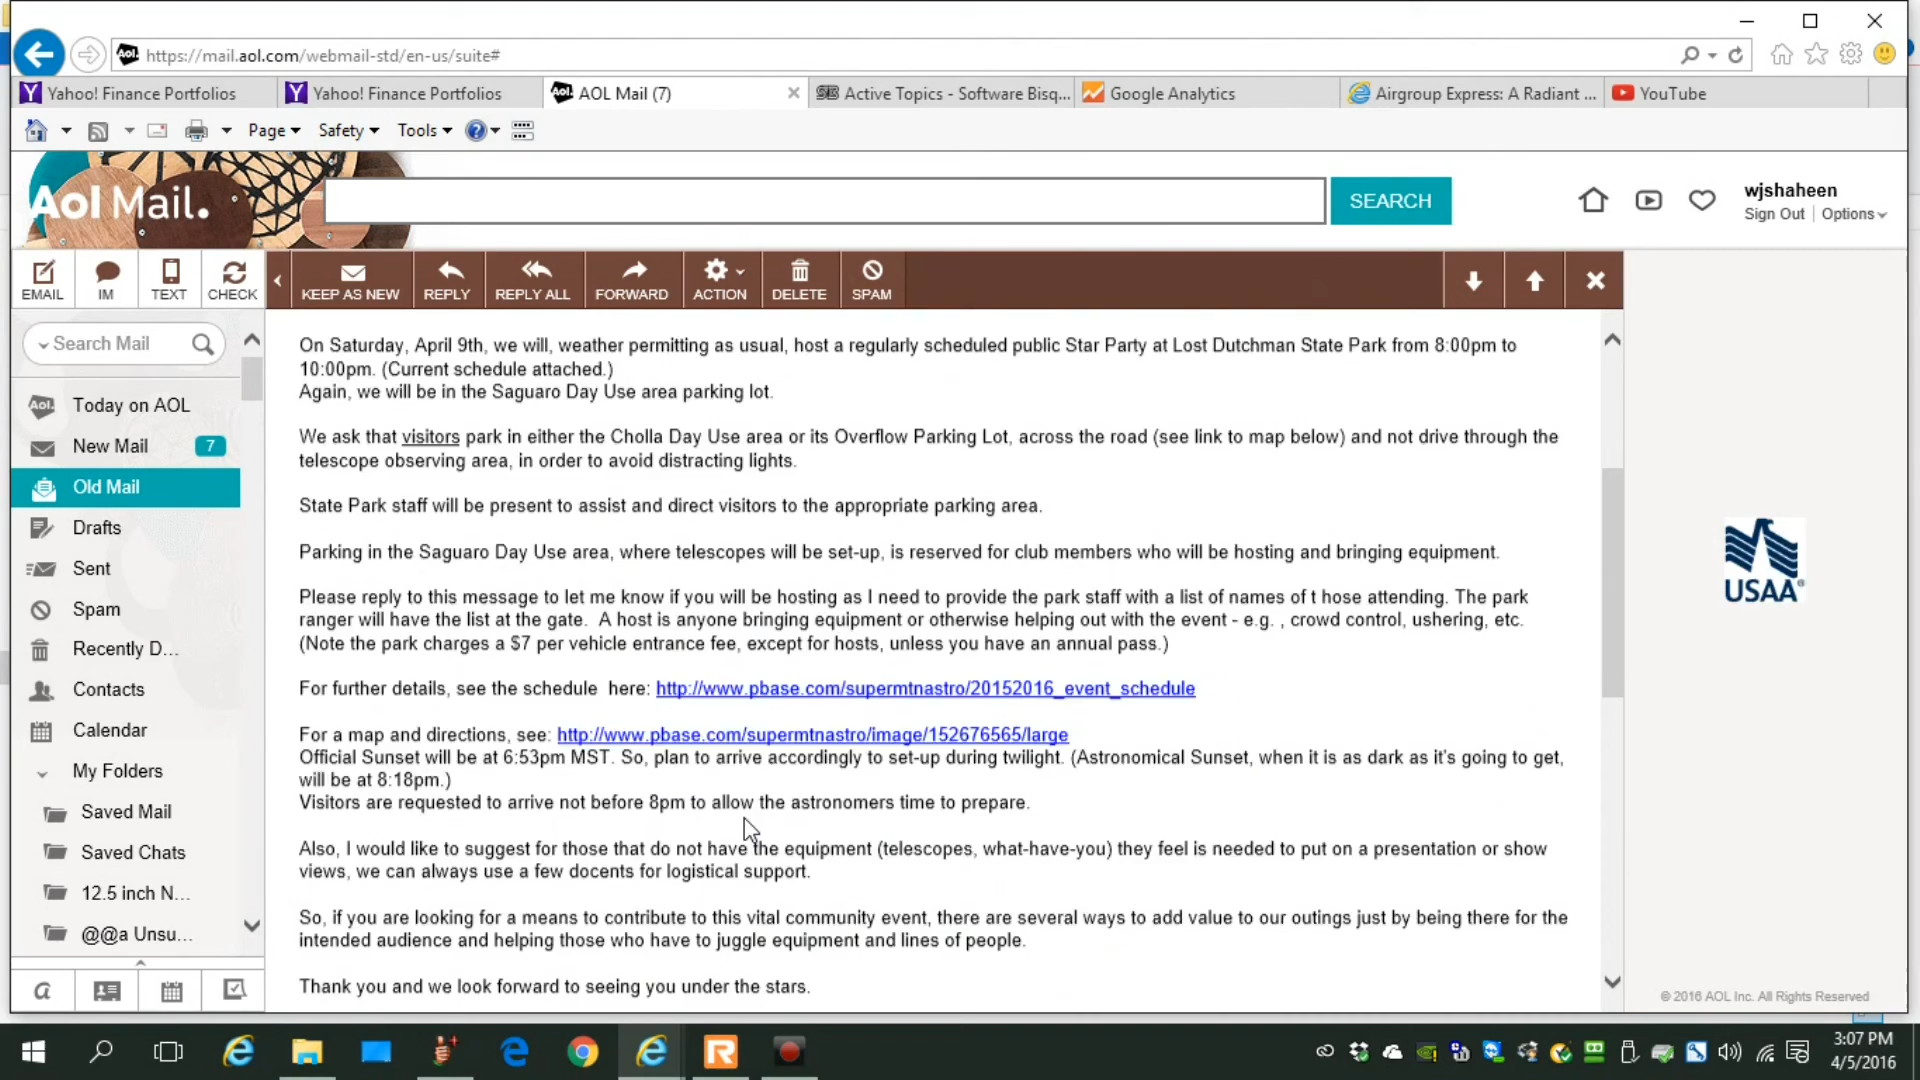 https://mail.aol.com/webmail-std/en-us/suite#
Yahoo! Finance Portfolios
Yahoo! Finance Portfolios
AOL Mail (7)
Active Topics - Software Bisq...
Google Analytics
Airgroup Express: A Radiant ...
YouTube
Page
Safety
Tools
Aol Mail.
SEARCH
wjshaheen
Sign Out | Options
EMAIL
IM
TEXT
CHECK
KEEP AS NEW
REPLY
REPLY ALL
FORWARD
ACTION
DELETE
SPAM
Search Mail
Today on AOL
New Mail 7
Old Mail
Drafts
Sent
Spam
Recently D...
Contacts
Calendar
My Folders
Saved Mail
Saved Chats
12.5 inch N...
@@a Unsu...
On Saturday, April 9th, we will, weather permitting as usual, host a regularly scheduled public Star Party at Lost Dutchman State Park from 8:00pm to
10:00pm. (Current schedule attached.)
Again, we will be in the Saguaro Day Use area parking lot.
We ask that visitors park in either the Cholla Day Use area or its Overflow Parking Lot, across the road (see link to map below) and not drive through the
telescope observing area, in order to avoid distracting lights.
State Park staff will be present to assist and direct visitors to the appropriate parking area.
Parking in the Saguaro Day Use area, where telescopes will be set-up, is reserved for club members who will be hosting and bringing equipment.
Please reply to this message to let me know if you will be hosting as I need to provide the park staff with a list of names of t hose attending. The park
ranger will have the list at the gate.  A host is anyone bringing equipment or otherwise helping out with the event - e.g. , crowd control, ushering, etc.
(Note the park charges a $7 per vehicle entrance fee, except for hosts, unless you have an annual pass.)
For further details, see the schedule  here: http://www.pbase.com/supermtnastro/20152016_event_schedule
For a map and directions, see: http://www.pbase.com/supermtnastro/image/152676565/large
Official Sunset will be at 6:53pm MST. So, plan to arrive accordingly to set-up during twilight. (Astronomical Sunset, when it is as dark as it's going to get,
will be at 8:18pm.)
Visitors are requested to arrive not before 8pm to allow the astronomers time to prepare.
Also, I would like to suggest for those that do not have the equipment (telescopes, what-have-you) they feel is needed to put on a presentation or show
views, we can always use a few docents for logistical support.
So, if you are looking for a means to contribute to this vital community event, there are several ways to add value to our outings just by being there for the
intended audience and helping those who have to juggle equipment and lines of people.
Thank you and we look forward to seeing you under the stars.
USAA®
© 2016 AOL Inc. All Rights Reserved
3:07 PM
4/5/2016